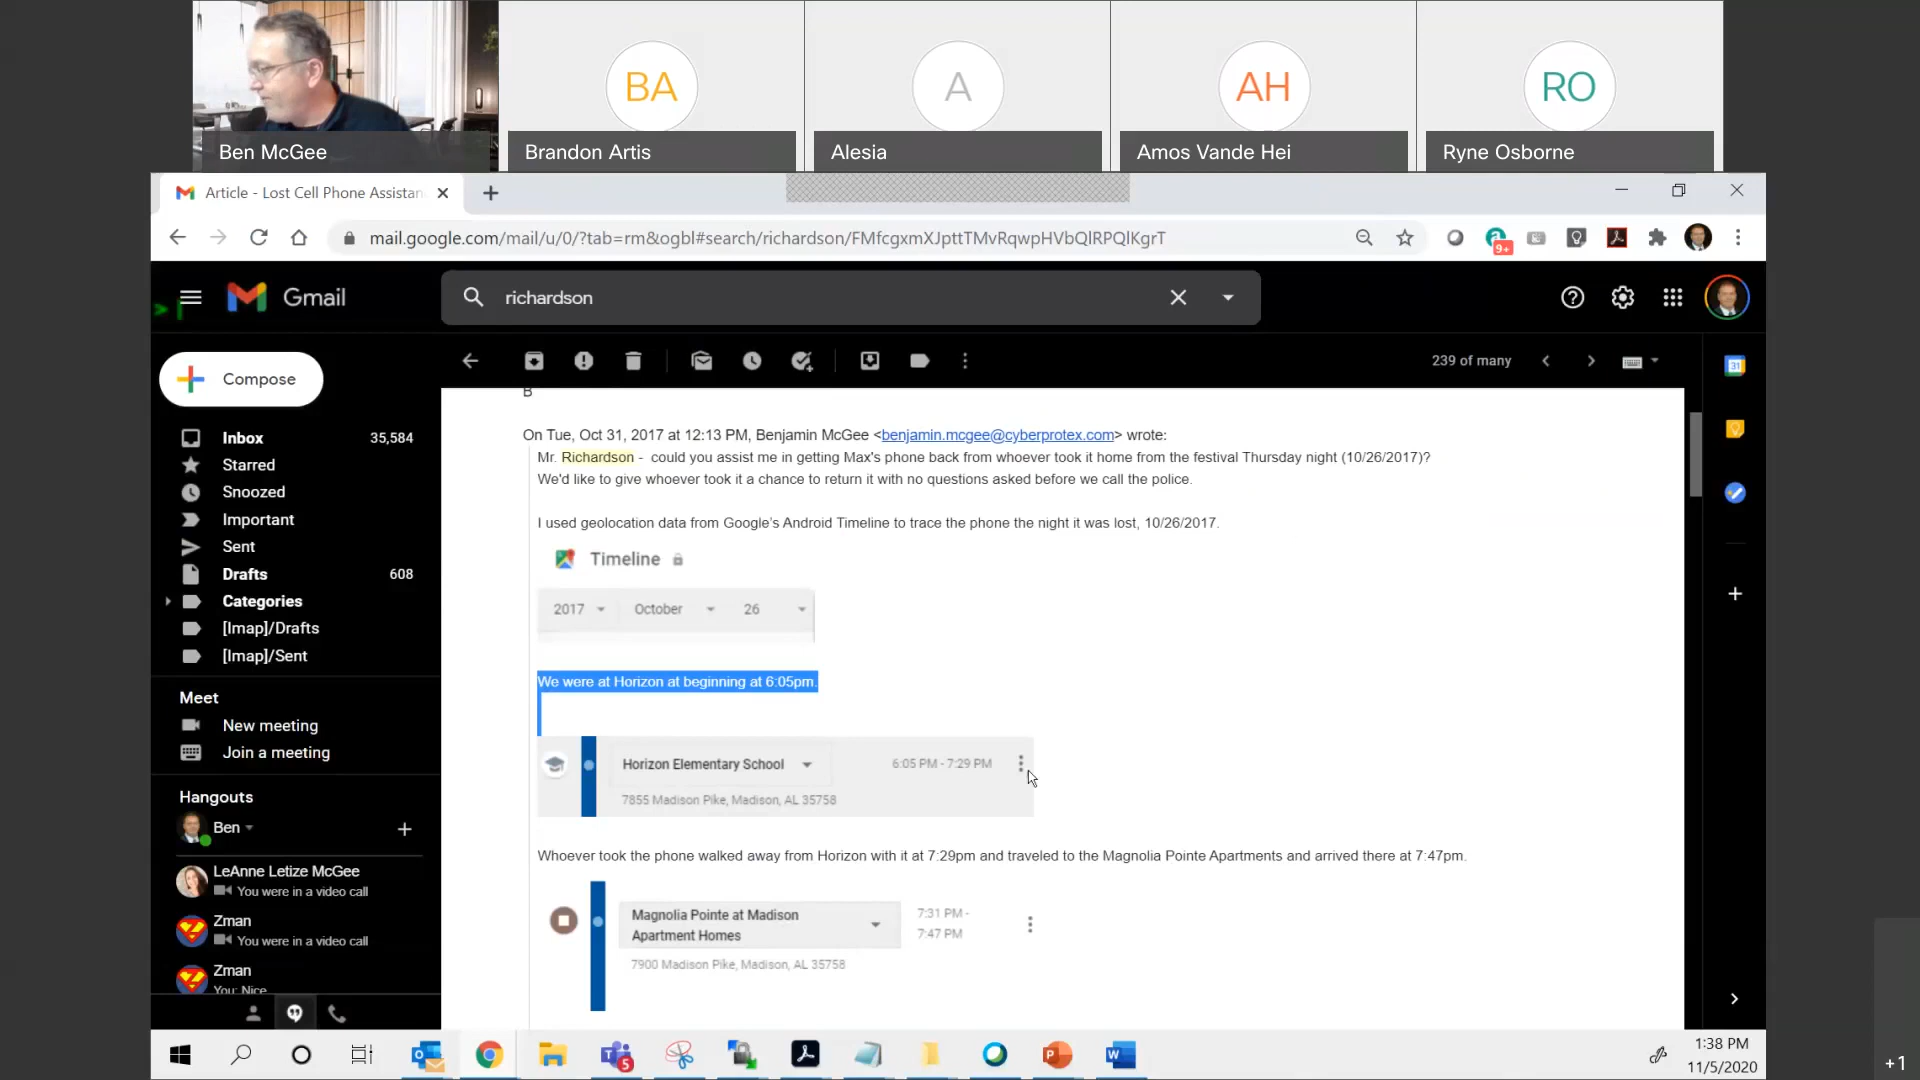 BA
A
AH
RO
Ben McGee
Brandon Artis
Alesia
Amos Vande Hei
Ryne Osborne
Article - Lost Cell Phone Assistan
mail.google.com/mail/u/0/?tab=rm&ogbl#search/richardson/FMfcgxmXJpttTMvRqwpHVbQlRPQlKgrT
9+
Gmail
richardson
Compose
239 of many
Inbox 35,584
Starred
Snoozed
Important
Sent
Drafts 608
Categories
[Imap]/Drafts
[Imap]/Sent
Meet
New meeting
Join a meeting
Hangouts
Ben
LeAnne Letize McGee
You were in a video call
Zman
You were in a video call
Zman
You: Nice
B
On Tue, Oct 31, 2017 at 12:13 PM, Benjamin McGee <benjamin.mcgee@cyberprotex.com> wrote:
Mr. Richardson - could you assist me in getting Max's phone back from whoever took it home from the festival Thursday night (10/26/2017)?
We'd like to give whoever took it a chance to return it with no questions asked before we call the police.
I used geolocation data from Google's Android Timeline to trace the phone the night it was lost, 10/26/2017.
Timeline
2017 October 26
We were at Horizon at beginning at 6:05pm.
Horizon Elementary School 6:05 PM - 7:29 PM
7855 Madison Pike, Madison, AL 35758
Whoever took the phone walked away from Horizon with it at 7:29pm and traveled to the Magnolia Pointe Apartments and arrived there at 7:47pm.
Magnolia Pointe at Madison Apartment Homes
7:31 PM - 7:47 PM
7900 Madison Pike, Madison, AL 35758
31
5
1:38 PM
11/5/2020
+1